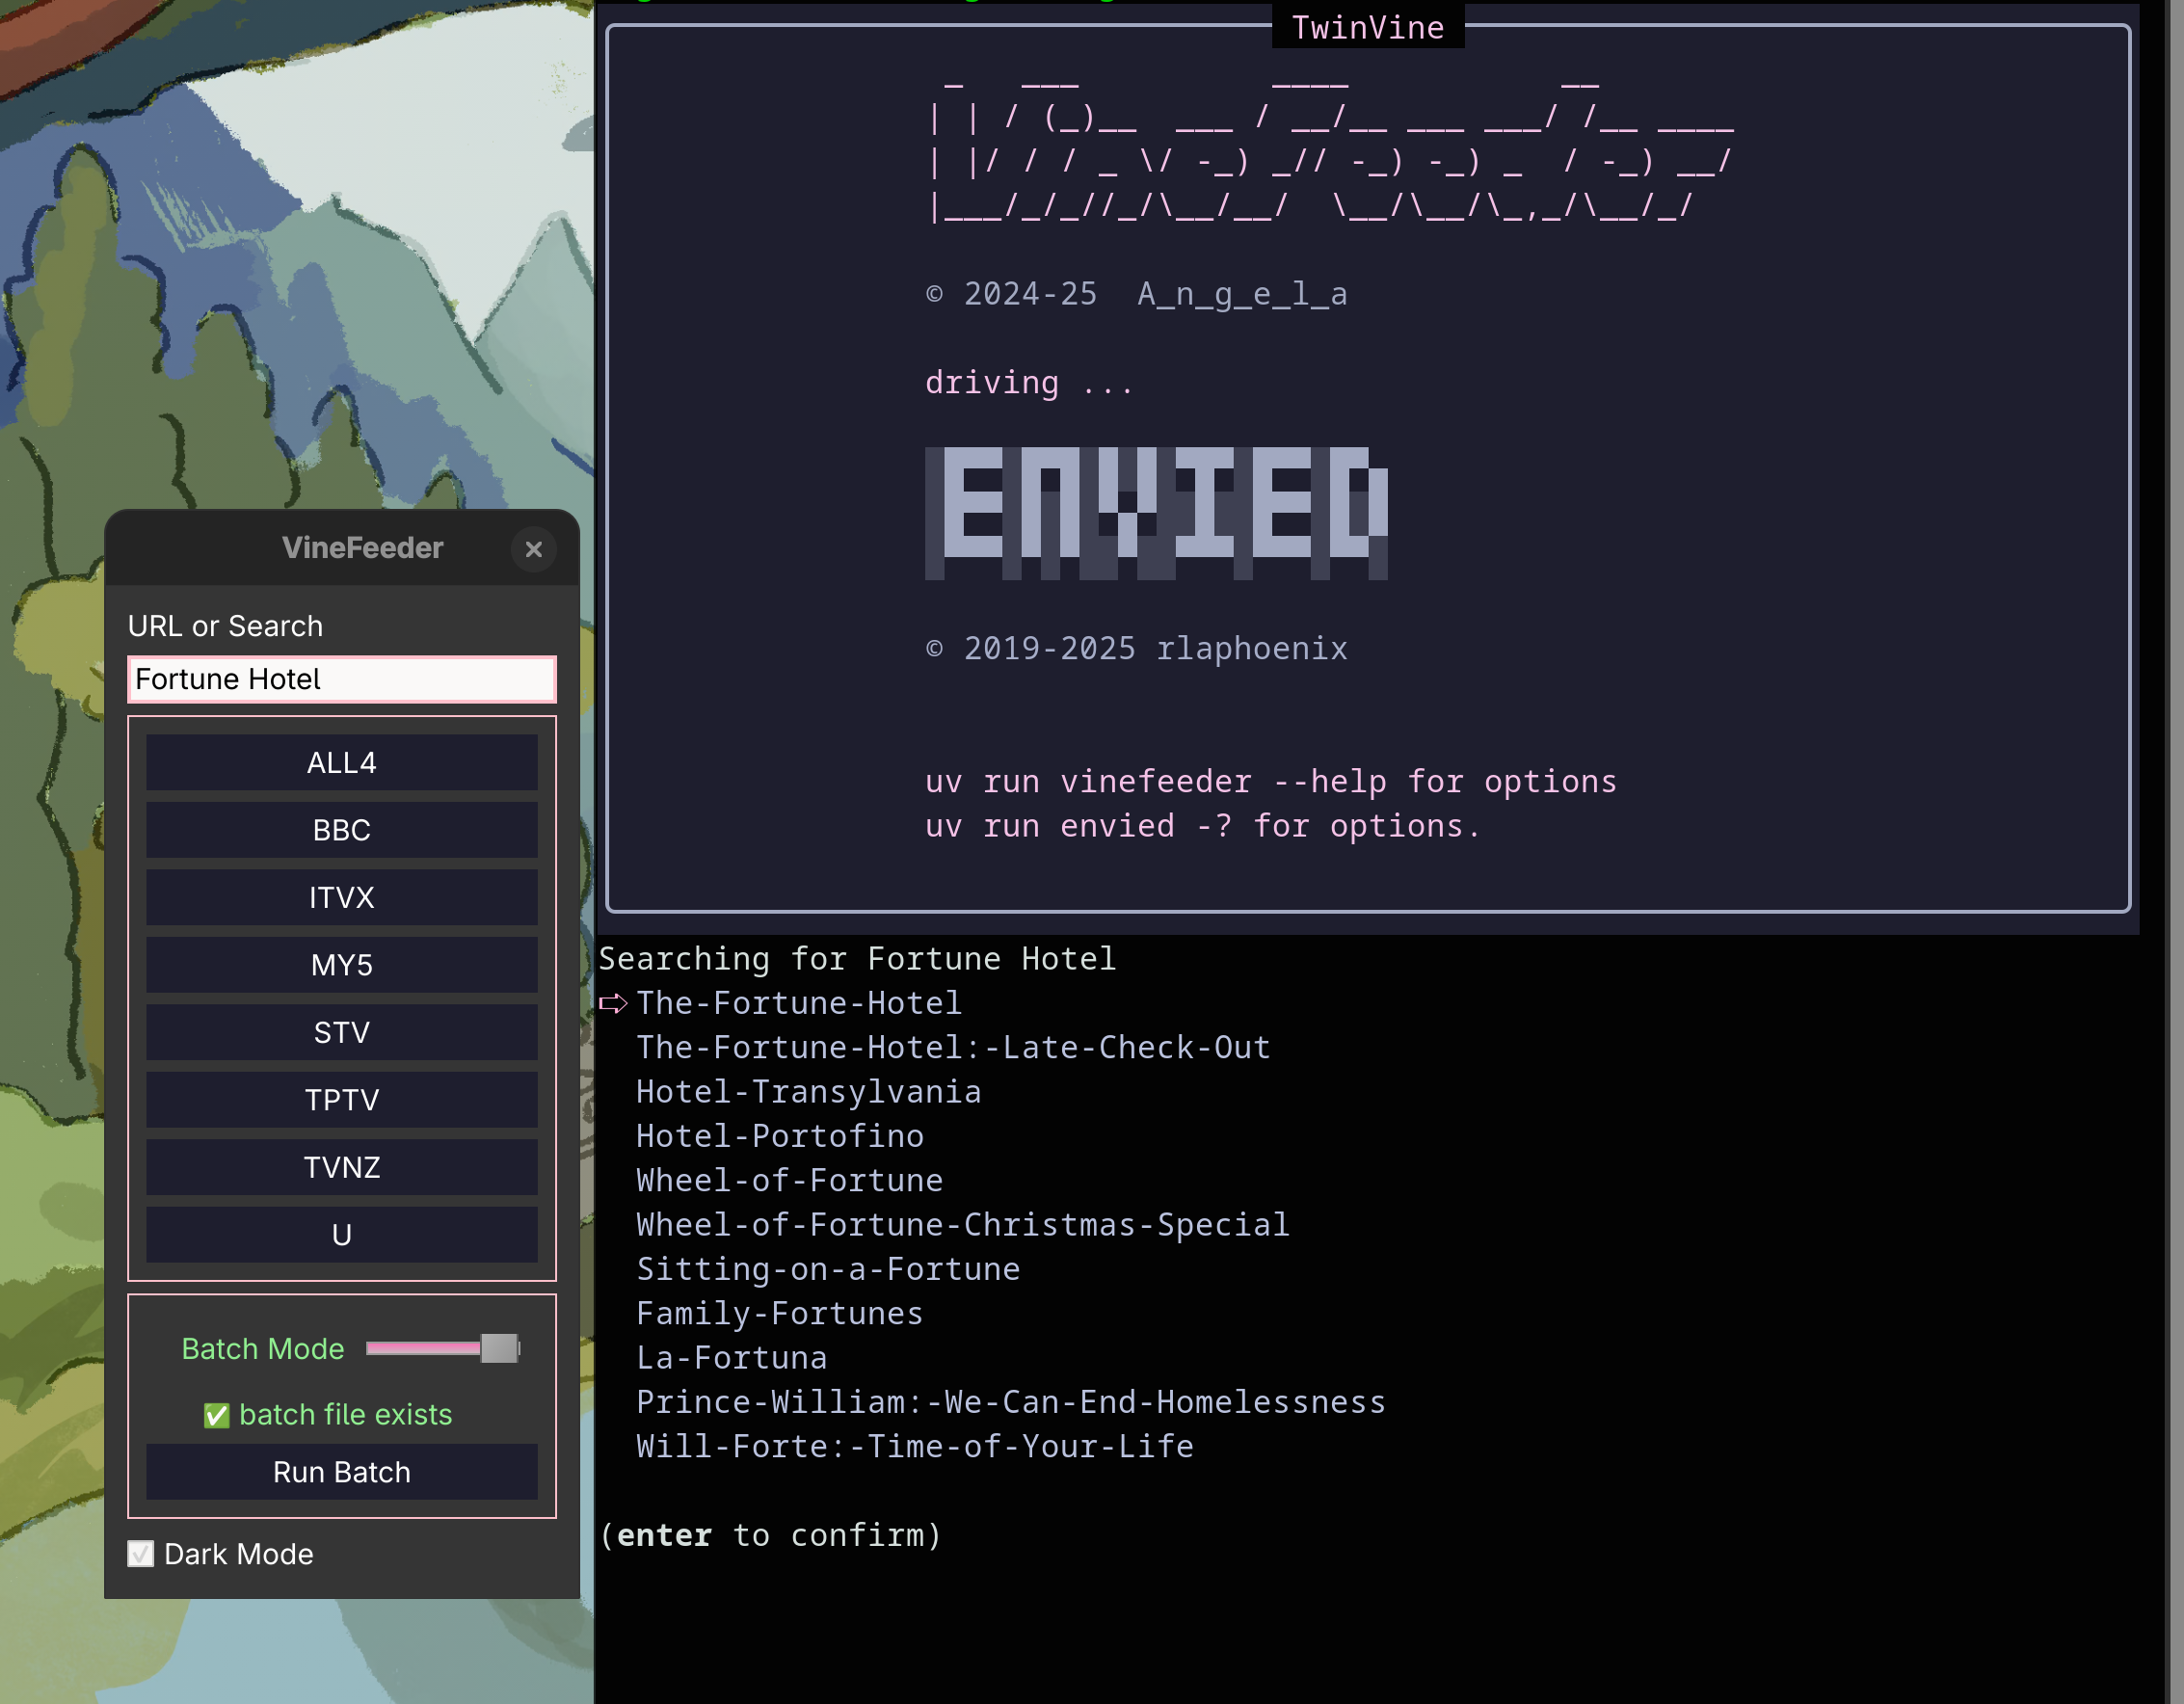 VineFeeder
URL or Search
Fortune Hotel
ALL4
BBC
ITVX
MY5
STV
TPTV
TVNZ
U
Batch Mode
✅ batch file exists
Run Batch
Dark Mode
TwinVine
VineFeeder
© 2024-25  A_n_g_e_l_a
driving ...
ENVIED
© 2019-2025 rlaphoenix
uv run vinefeeder --help for options
uv run envied -? for options.
Searching for Fortune Hotel
⇨ The-Fortune-Hotel
The-Fortune-Hotel:-Late-Check-Out
Hotel-Transylvania
Hotel-Portofino
Wheel-of-Fortune
Wheel-of-Fortune-Christmas-Special
Sitting-on-a-Fortune
Family-Fortunes
La-Fortuna
Prince-William:-We-Can-End-Homelessness
Will-Forte:-Time-of-Your-Life
(enter to confirm)